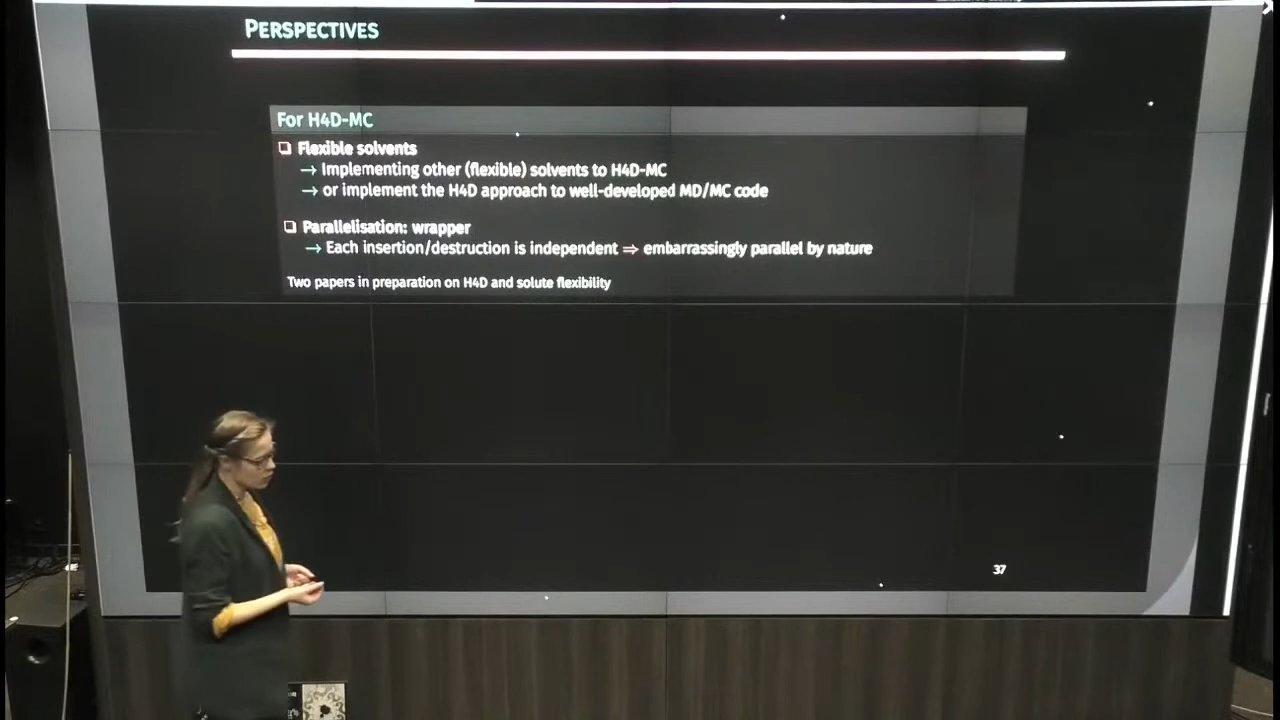 PERSPECTIVES
For H4D-MC
❑ Flexible solvents
→ Implementing other (flexible) solvents to H4D-MC
→ or implement the H4D approach to well-developed MD/MC code
❑ Parallelisation: wrapper
→ Each insertion/destruction is independent ⇒ embarrassingly parallel by nature
Two papers in preparation on H4D and solute flexibility
37